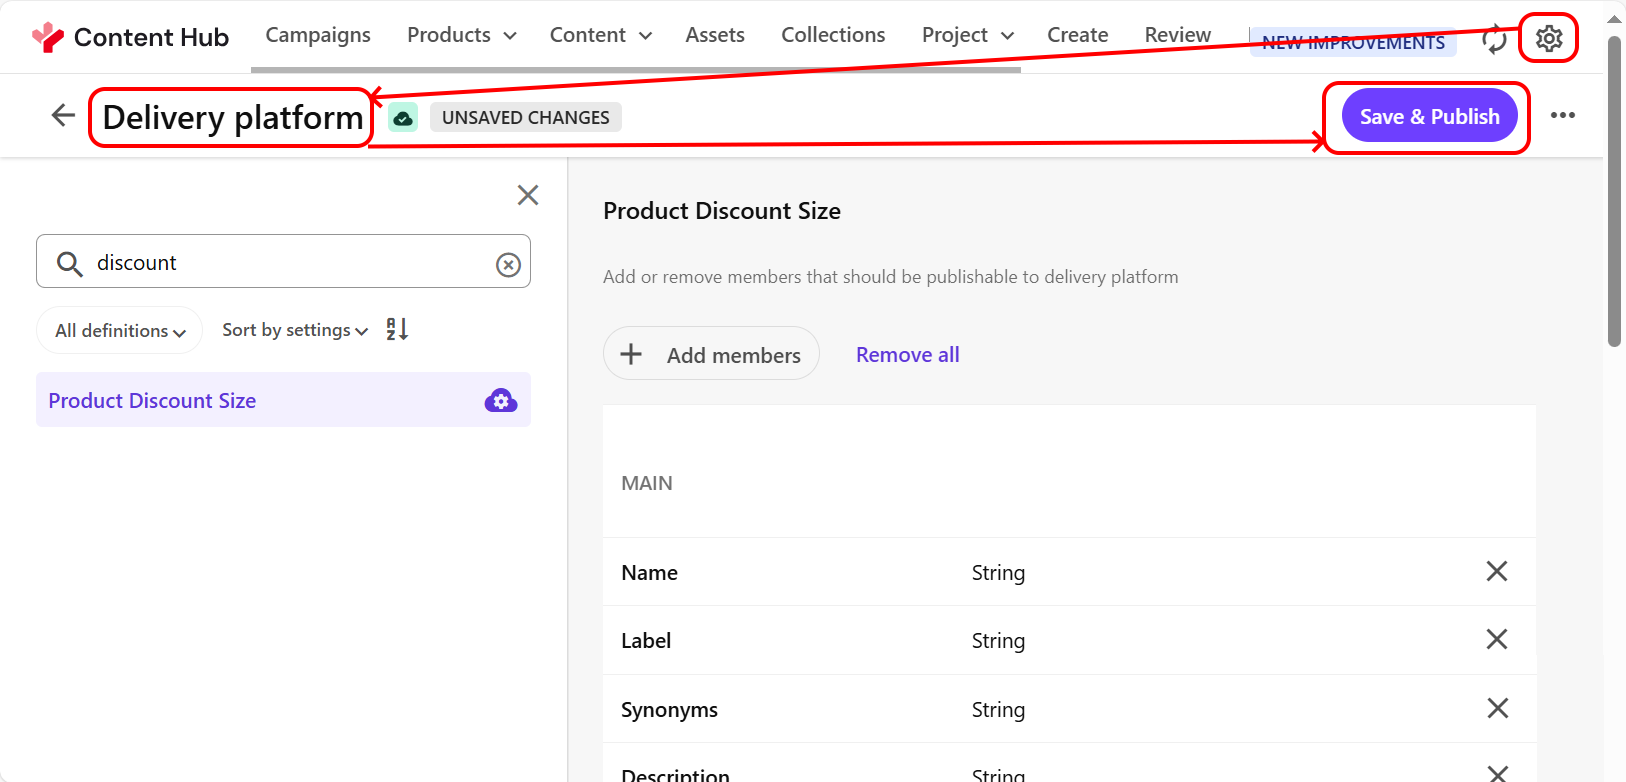 Content Hub Campaigns Products Content Assets Collections Project Create Review NEW IMPROVEMENTS
Delivery platform UNSAVED CHANGES Save & Publish
discount
All definitions Sort by settings A Z
Product Discount Size
Product Discount Size
Add or remove members that should be publishable to delivery platform
Add members Remove all
MAIN
Name String
Label String
Synonyms String
Description String